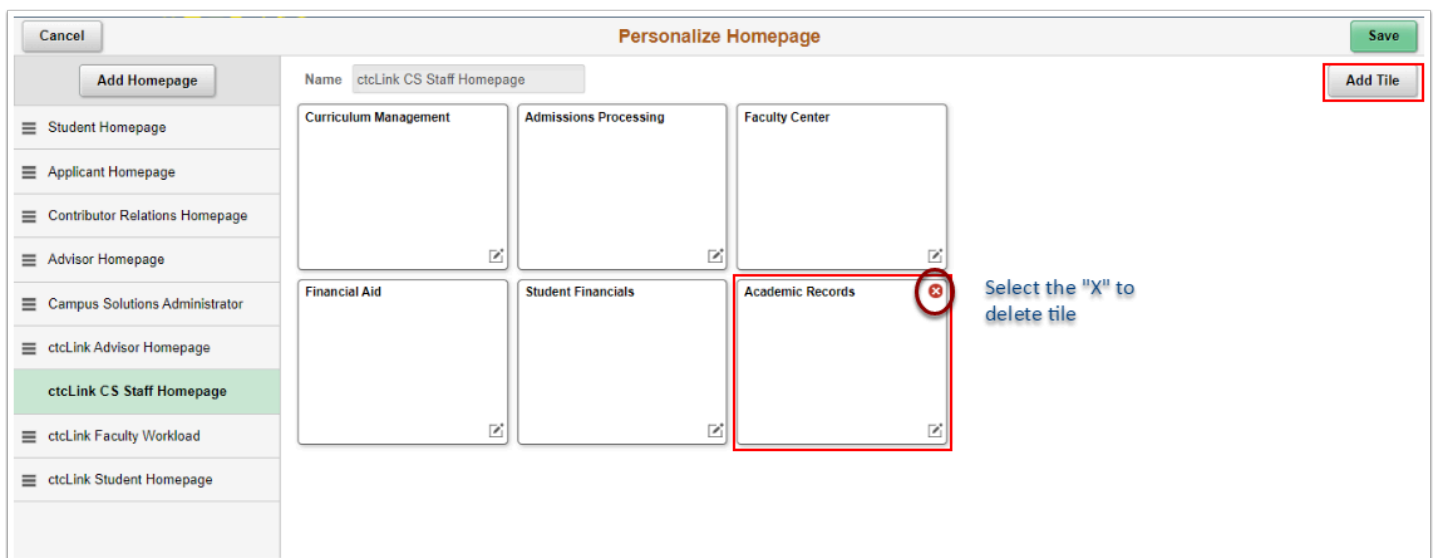 Cancel
Personalize Homepage
Save
Add Homepage
Name ctcLink CS Staff Homepage
Add Tile
Student Homepage
Applicant Homepage
Contributor Relations Homepage
Advisor Homepage
Campus Solutions Administrator
ctcLink Advisor Homepage
ctcLink CS Staff Homepage
ctcLink Faculty Workload
ctcLink Student Homepage
Curriculum Management
Admissions Processing
Faculty Center
Financial Aid
Student Financials
Academic Records
Select the "X" to
delete tile